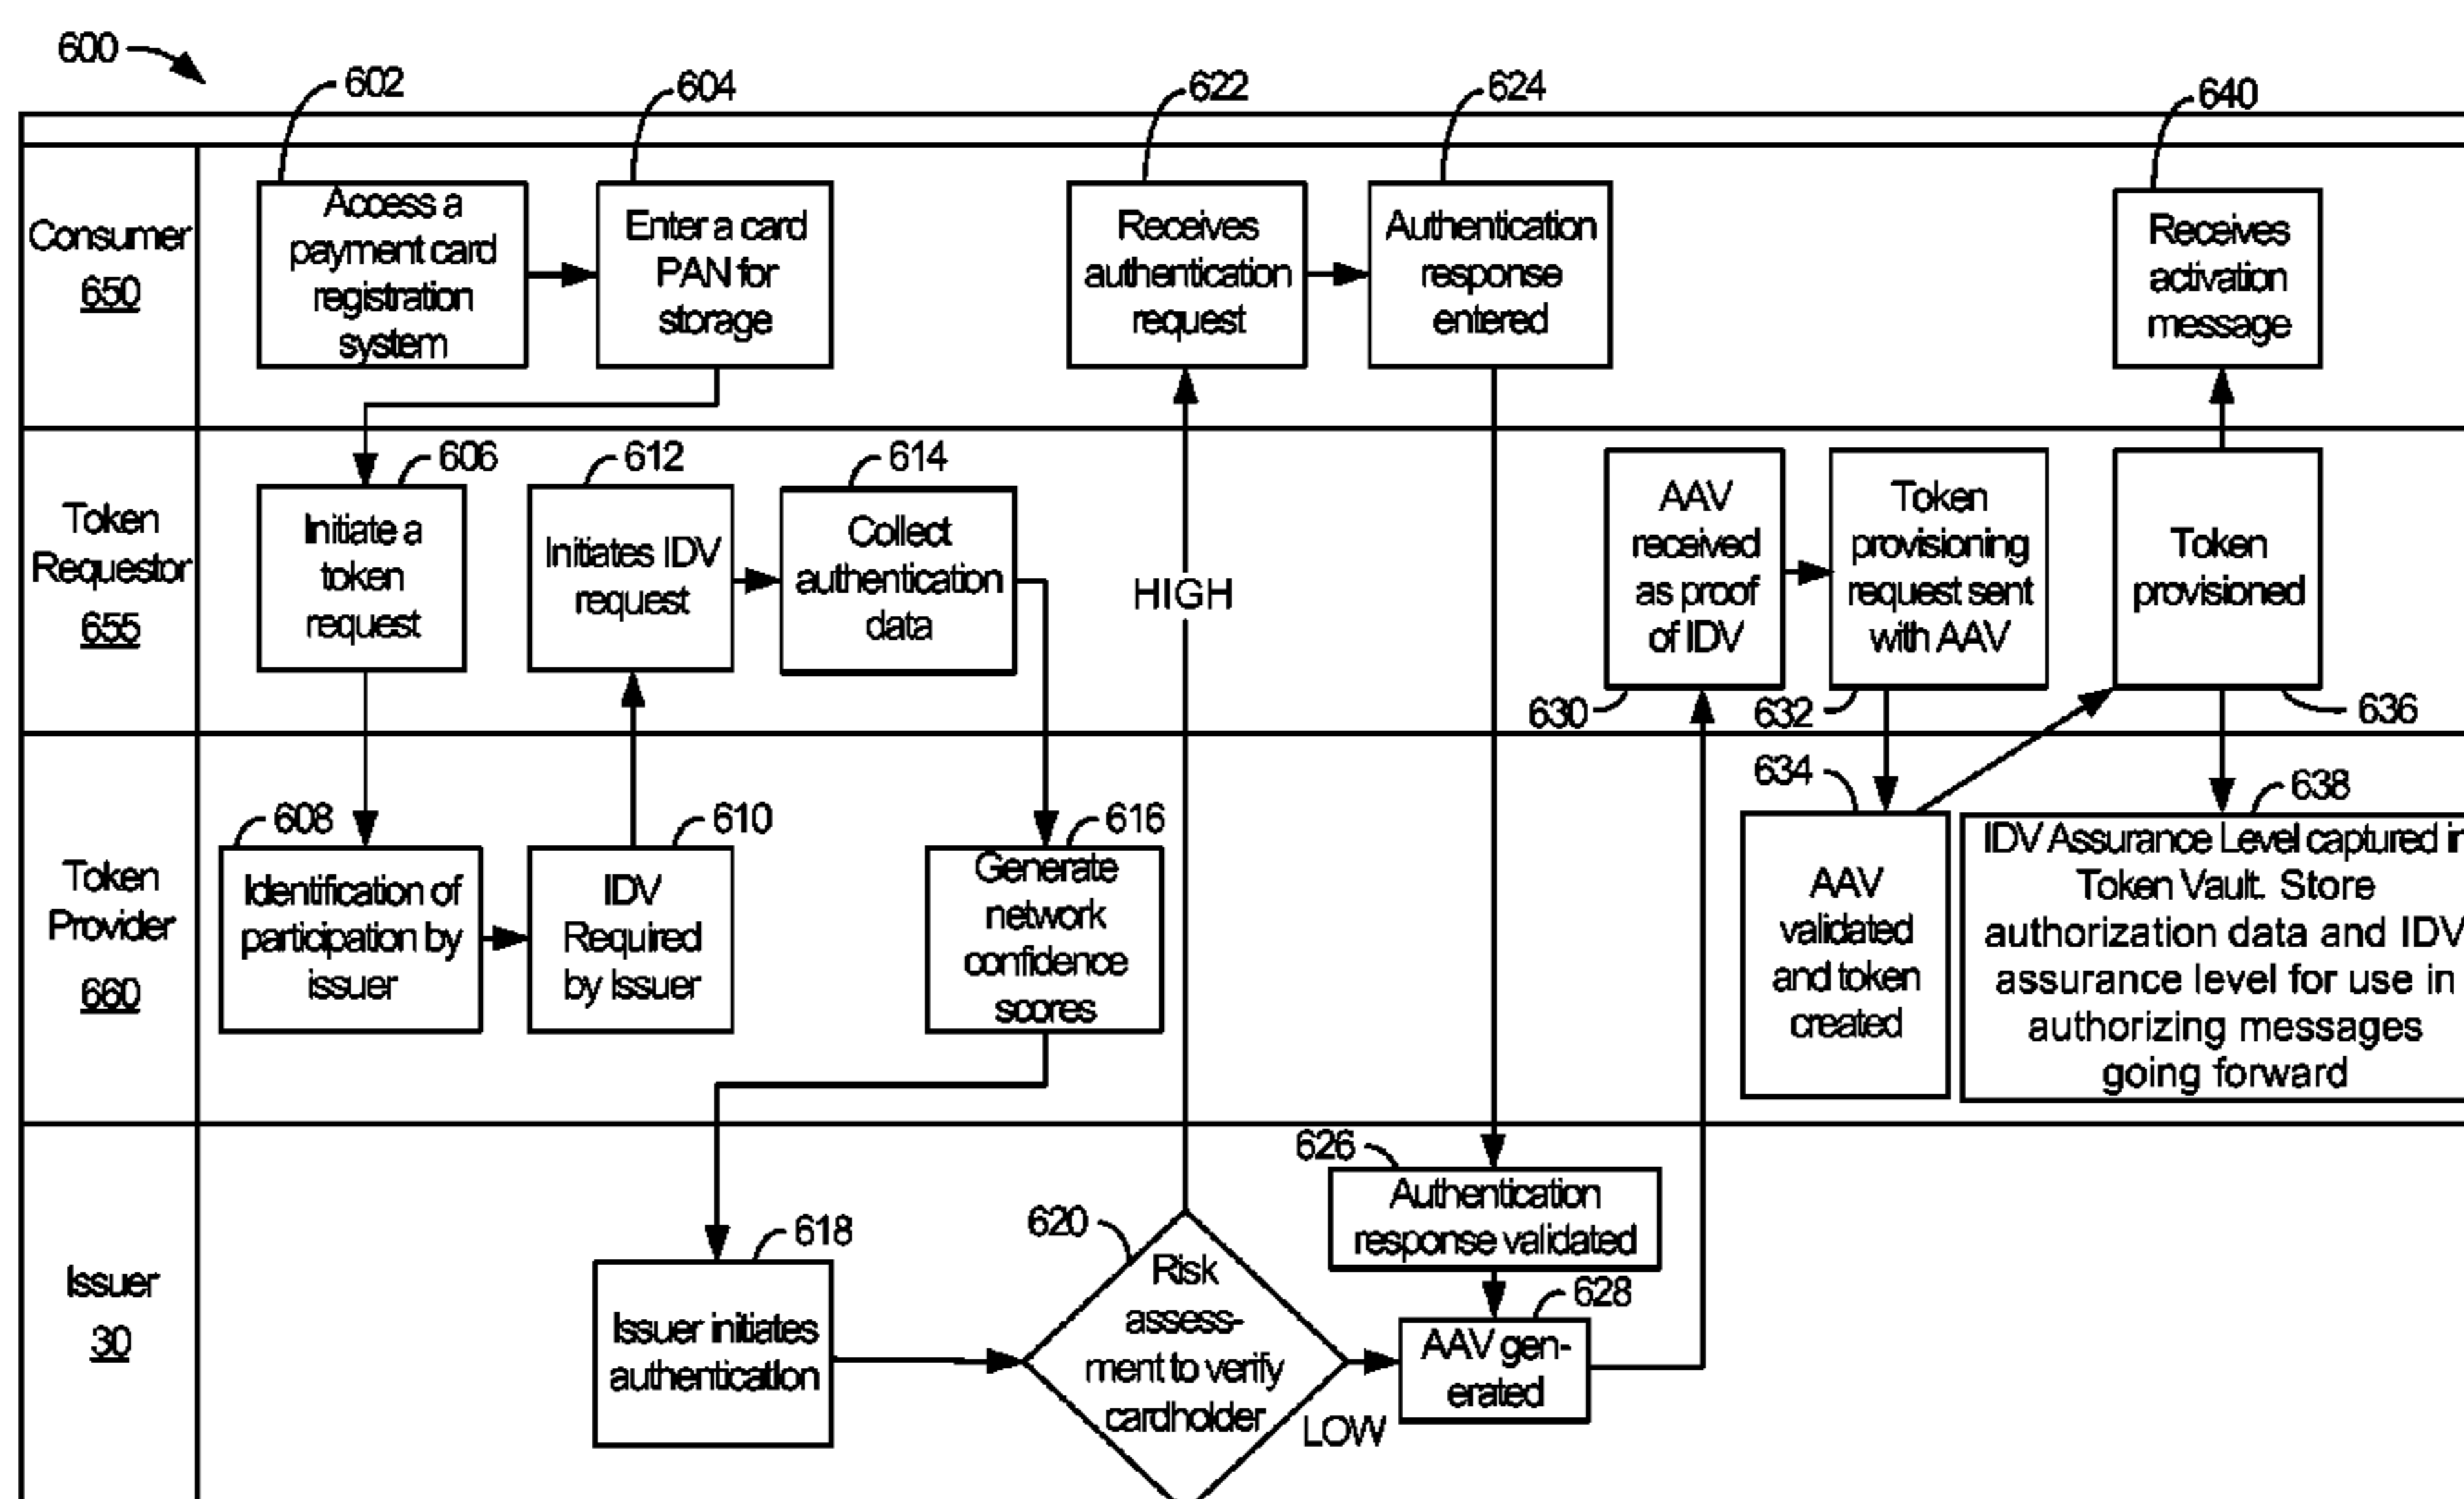 600
602
604
622
624
640
Consumer
650
Access a
payment card
registration
system
Enter a card
PAN for
storage
Receives
authentication
request
Authentication
response
entered
Receives
activation
message
Token
Requestor
655
606
Initiate a
token
request
612
Initiates IDV
request
614
Collect
authentication
data
HIGH
AAV
received
as proof
of IDV
630
Token
provisioning
request sent
with AAV
632
Token
provisioned
636
Token
Provider
660
608
Identification of
participation by
issuer
610
IDV
Required
by Issuer
616
Generate
network
confidence
scores
634
AAV
validated
and token
created
638
IDV Assurance Level captured in
Token Vault. Store
authorization data and IDV
assurance level for use in
authorizing messages
going forward
Issuer
30
618
Issuer initiates
authentication
620
Risk
assess-
ment to verify
cardholder
LOW
626
Authentication
response validated
628
AAV gen-
erated